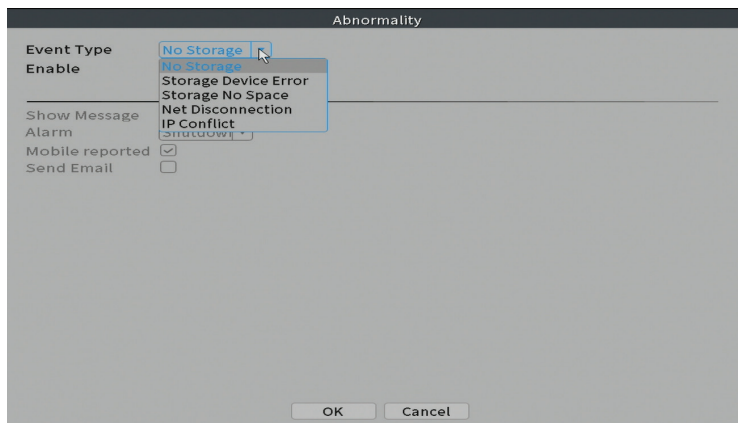 Abnormality
Event Type No Storage
Enable
No Storage
Storage Device Error
Storage No Space
Net Disconnection
IP Conflict
Show Message
Alarm
Mobile reported
Send Email
OK Cancel